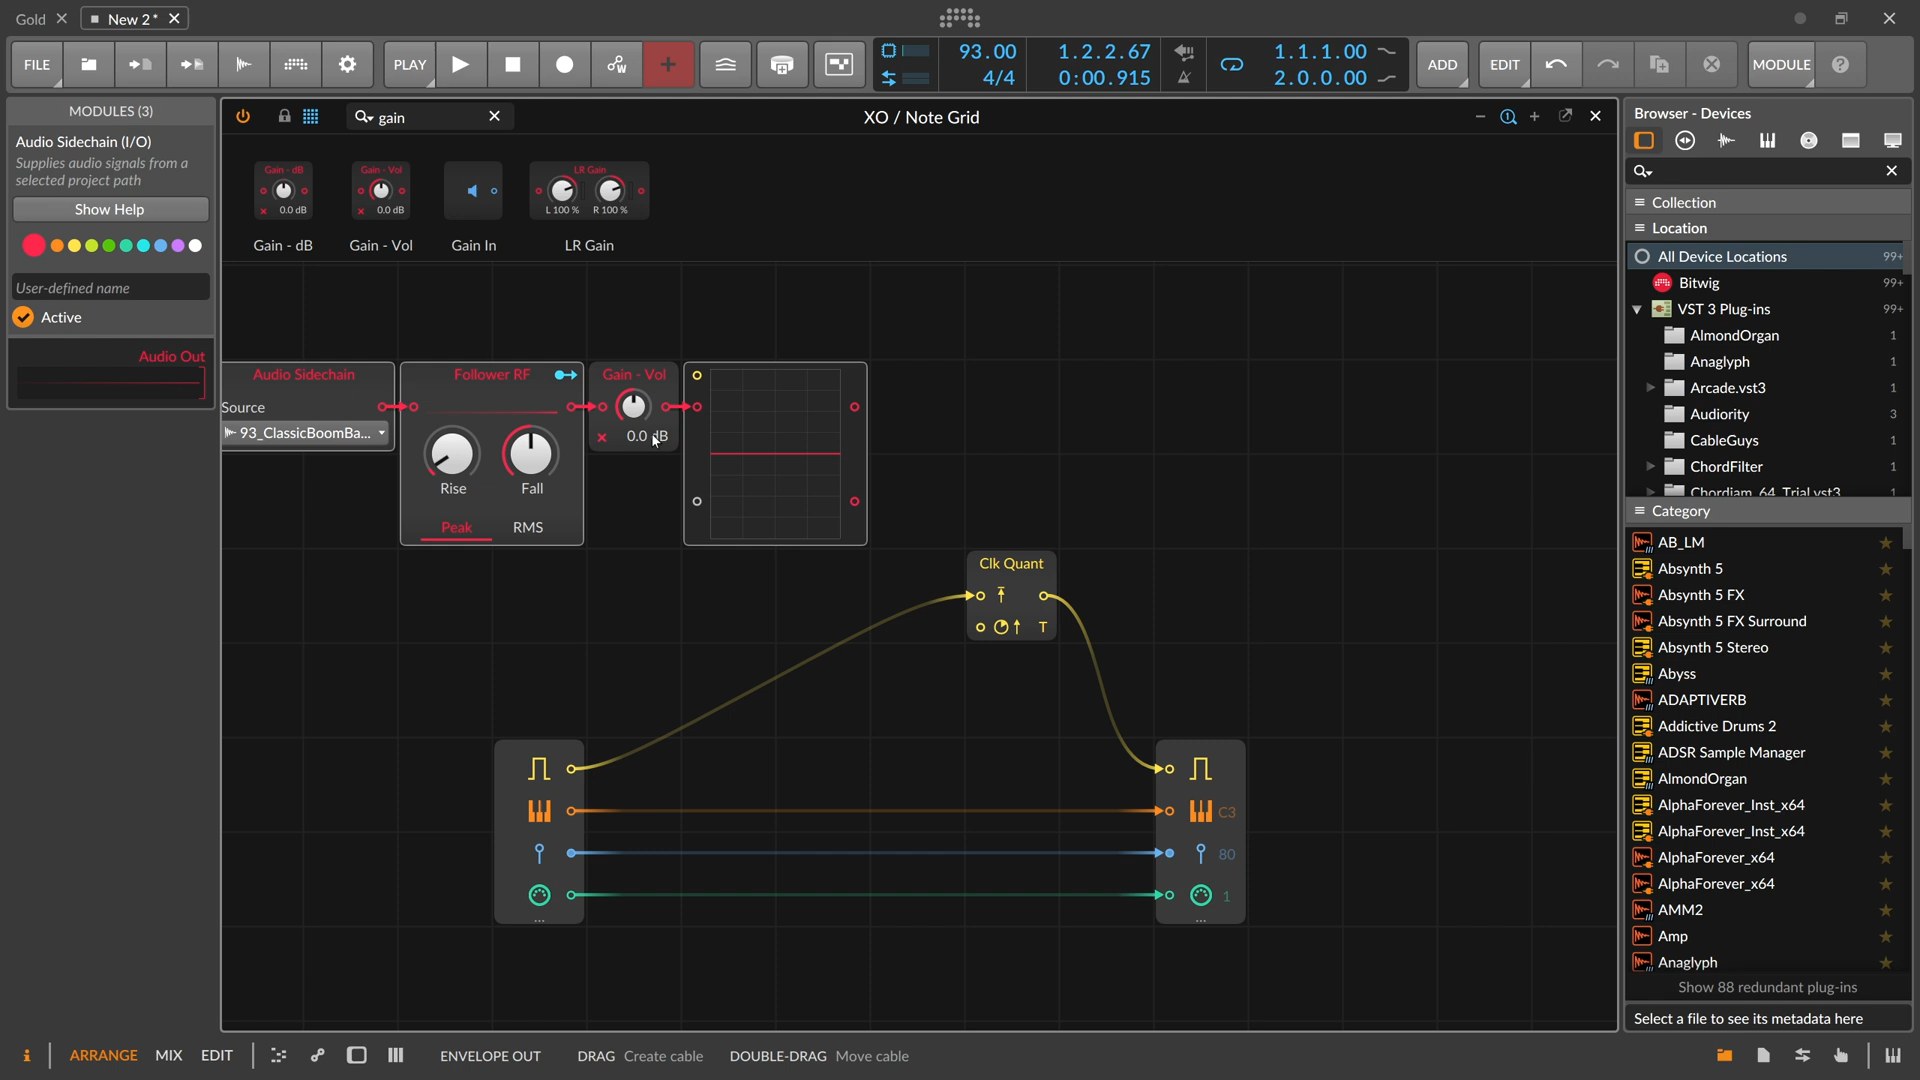 Gold
New 2*
FILE
PLAY
93.00
4/4
1.2.2.67
0:00.915
1.1.1.00
2.0.0.00
ADD
EDIT
MODULE
MODULES (3)
Audio Sidechain (I/O)
Supplies audio signals from a
selected project path
Show Help
User-defined name
Active
Audio Out
gain
XO / Note Grid
Gain - dB
0.0 dB
Gain - dB
Gain - Vol
0.0 dB
Gain - Vol
Gain In
LR Gain
L 100 % R 100 %
LR Gain
Audio Sidechain
Source
93_ClassicBoomBa...
Follower RF
Rise
Fall
Peak
RMS
Gain - Vol
0.0 dB
Clk Quant
T
C3
80
1
...
...
Browser - Devices
Collection
Location
All Device Locations 99+
Bitwig 99+
VST 3 Plug-ins 99+
AlmondOrgan 1
Anaglyph 1
Arcade.vst3 1
Audiority 3
CableGuys 1
ChordFilter 1
Chordjam_64_Trial.vst3 1
Category
AB_LM
Absynth 5
Absynth 5 FX
Absynth 5 FX Surround
Absynth 5 Stereo
Abyss
ADAPTIVERB
Addictive Drums 2
ADSR Sample Manager
AlmondOrgan
AlphaForever_Inst_x64
AlphaForever_Inst_x64
AlphaForever_x64
AlphaForever_x64
AMM2
Amp
Anaglyph
Show 88 redundant plug-ins
Select a file to see its metadata here
i
ARRANGE
MIX
EDIT
ENVELOPE OUT
DRAG Create cable
DOUBLE-DRAG Move cable